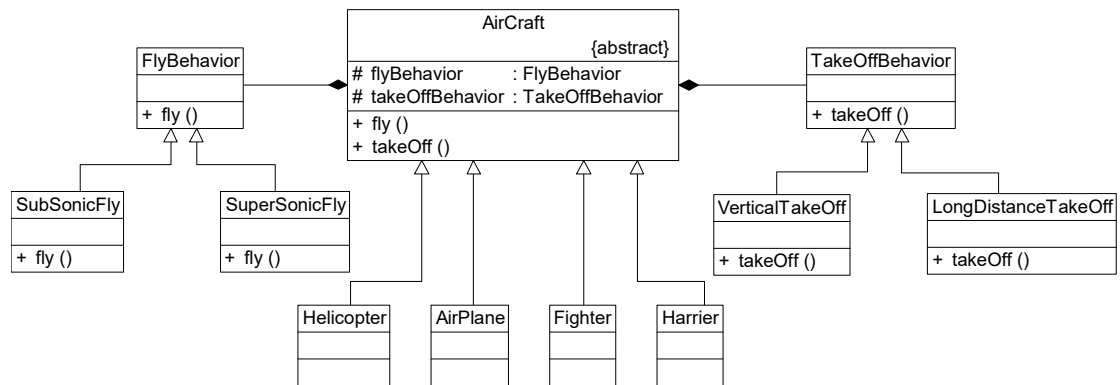 AirCraft
{abstract}
# flyBehavior : FlyBehavior
# takeOffBehavior : TakeOffBehavior
+ fly ()
+ takeOff ()
FlyBehavior
+ fly ()
TakeOffBehavior
+ takeOff ()
SubSonicFly
+ fly ()
SuperSonicFly
+ fly ()
VerticalTakeOff
+ takeOff ()
LongDistanceTakeOff
+ takeOff ()
Helicopter
AirPlane
Fighter
Harrier